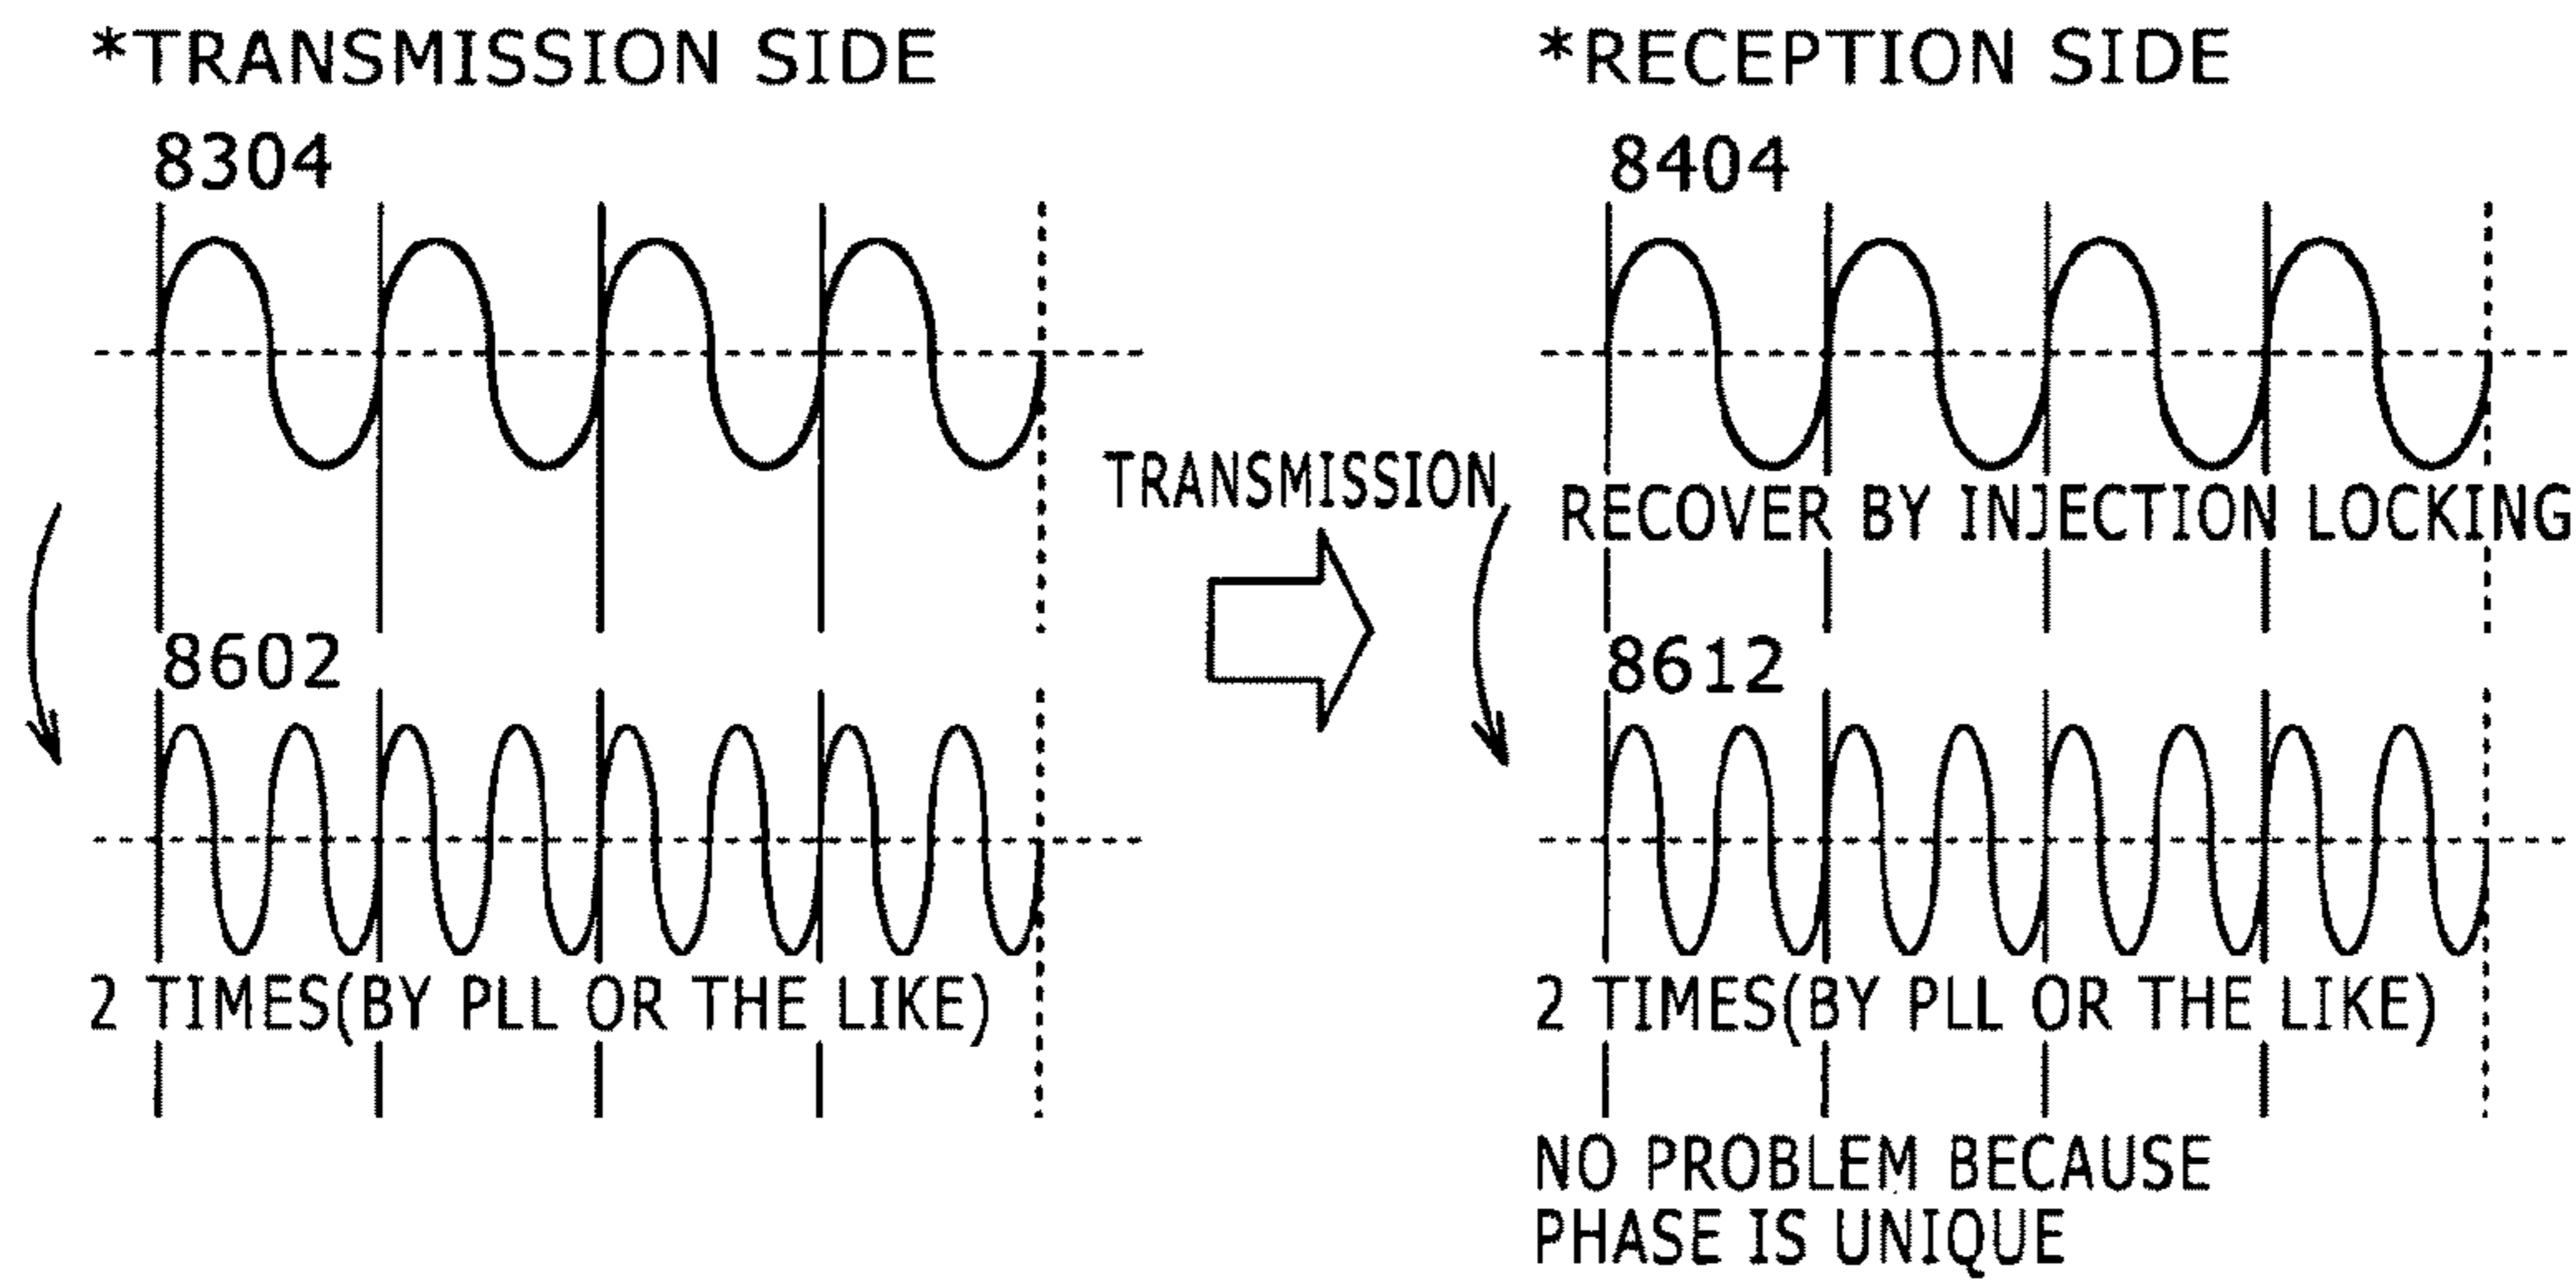 *TRANSMISSION SIDE
8304
8602
2 TIMES(BY PLL OR THE LIKE)
TRANSMISSION
*RECEPTION SIDE
8404
RECOVER BY INJECTION LOCKING
8612
2 TIMES(BY PLL OR THE LIKE)
NO PROBLEM BECAUSE
PHASE IS UNIQUE